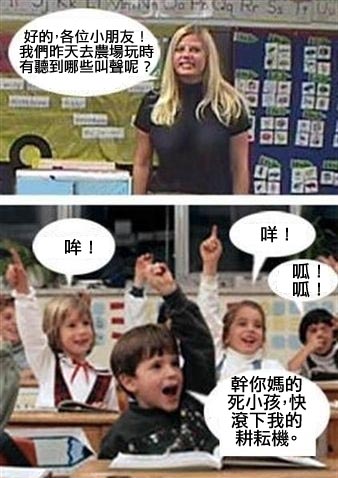 好的，各位小朋友！
我們昨天去農場玩時
有聽到哪些叫聲呢？
哞！
咩！
呱！
呱！
幹你媽的
死小孩，快
滾下我的
耕耘機。